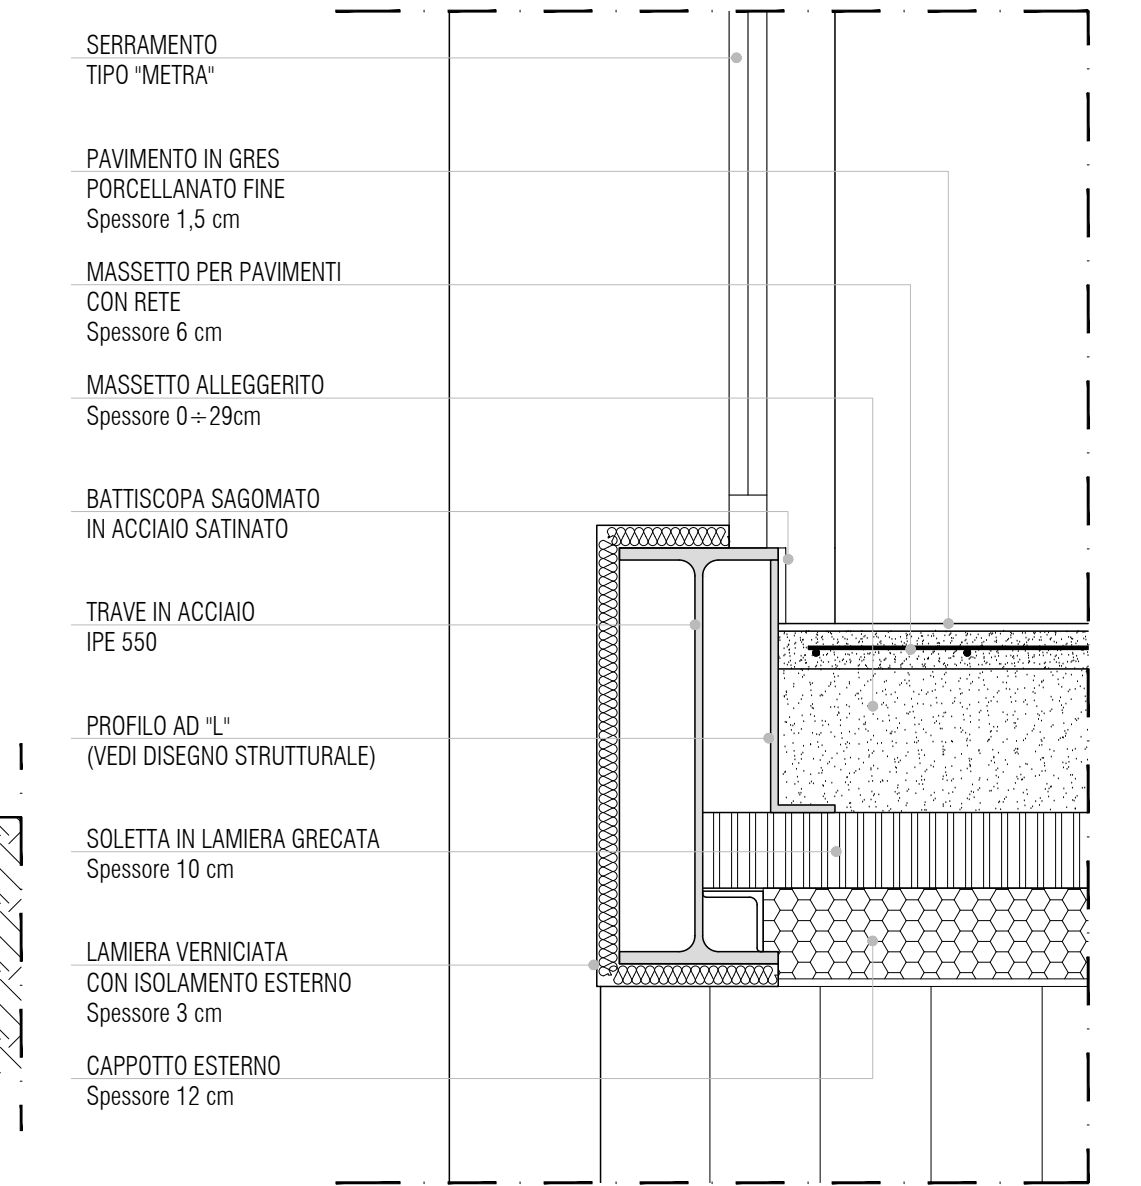 SERRAMENTO
TIPO "METRA"
PAVIMENTO IN GRES
PORCELLANATO FINE
Spessore 1,5 cm
MASSETTO PER PAVIMENTI
CON RETE
Spessore 6 cm
MASSETTO ALLEGGERITO
Spessore 0÷29cm
BATTISCOPA SAGOMATO
IN ACCIAIO SATINATO
TRAVE IN ACCIAIO
IPE 550
PROFILO AD "L"
(VEDI DISEGNO STRUTTURALE)
SOLETTA IN LAMIERA GRECATA
Spessore 10 cm
LAMIERA VERNICIATA
CON ISOLAMENTO ESTERNO
Spessore 3 cm
CAPPOTTO ESTERNO
Spessore 12 cm